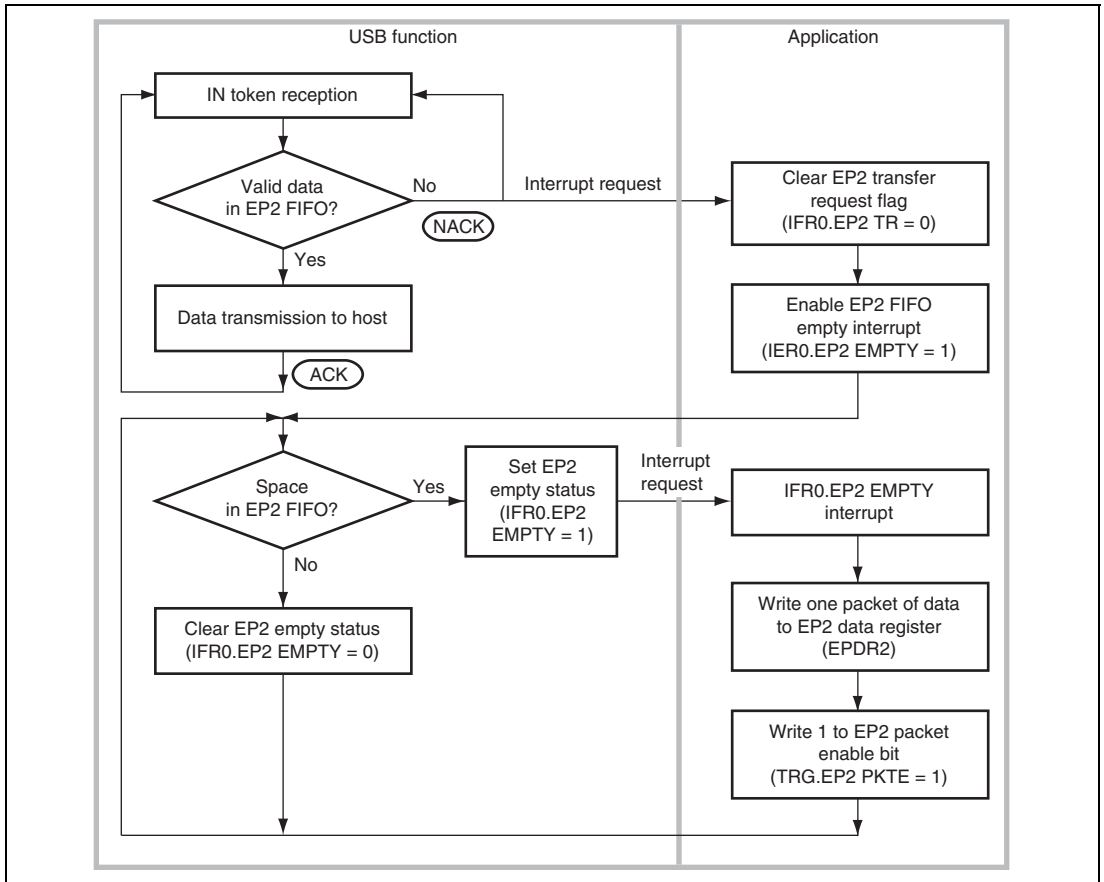 USB function
Application
IN token reception
Valid data
in EP2 FIFO?
No
NACK
Interrupt request
Clear EP2 transfer
request flag
(IFR0.EP2 TR = 0)
Yes
Data transmission to host
ACK
Enable EP2 FIFO
empty interrupt
(IER0.EP2 EMPTY = 1)
Space
in EP2 FIFO?
Yes
Set EP2
empty status
(IFR0.EP2
EMPTY = 1)
Interrupt
request
IFR0.EP2 EMPTY
interrupt
No
Clear EP2 empty status
(IFR0.EP2 EMPTY = 0)
Write one packet of data
to EP2 data register
(EPDR2)
Write 1 to EP2 packet
enable bit
(TRG.EP2 PKTE = 1)